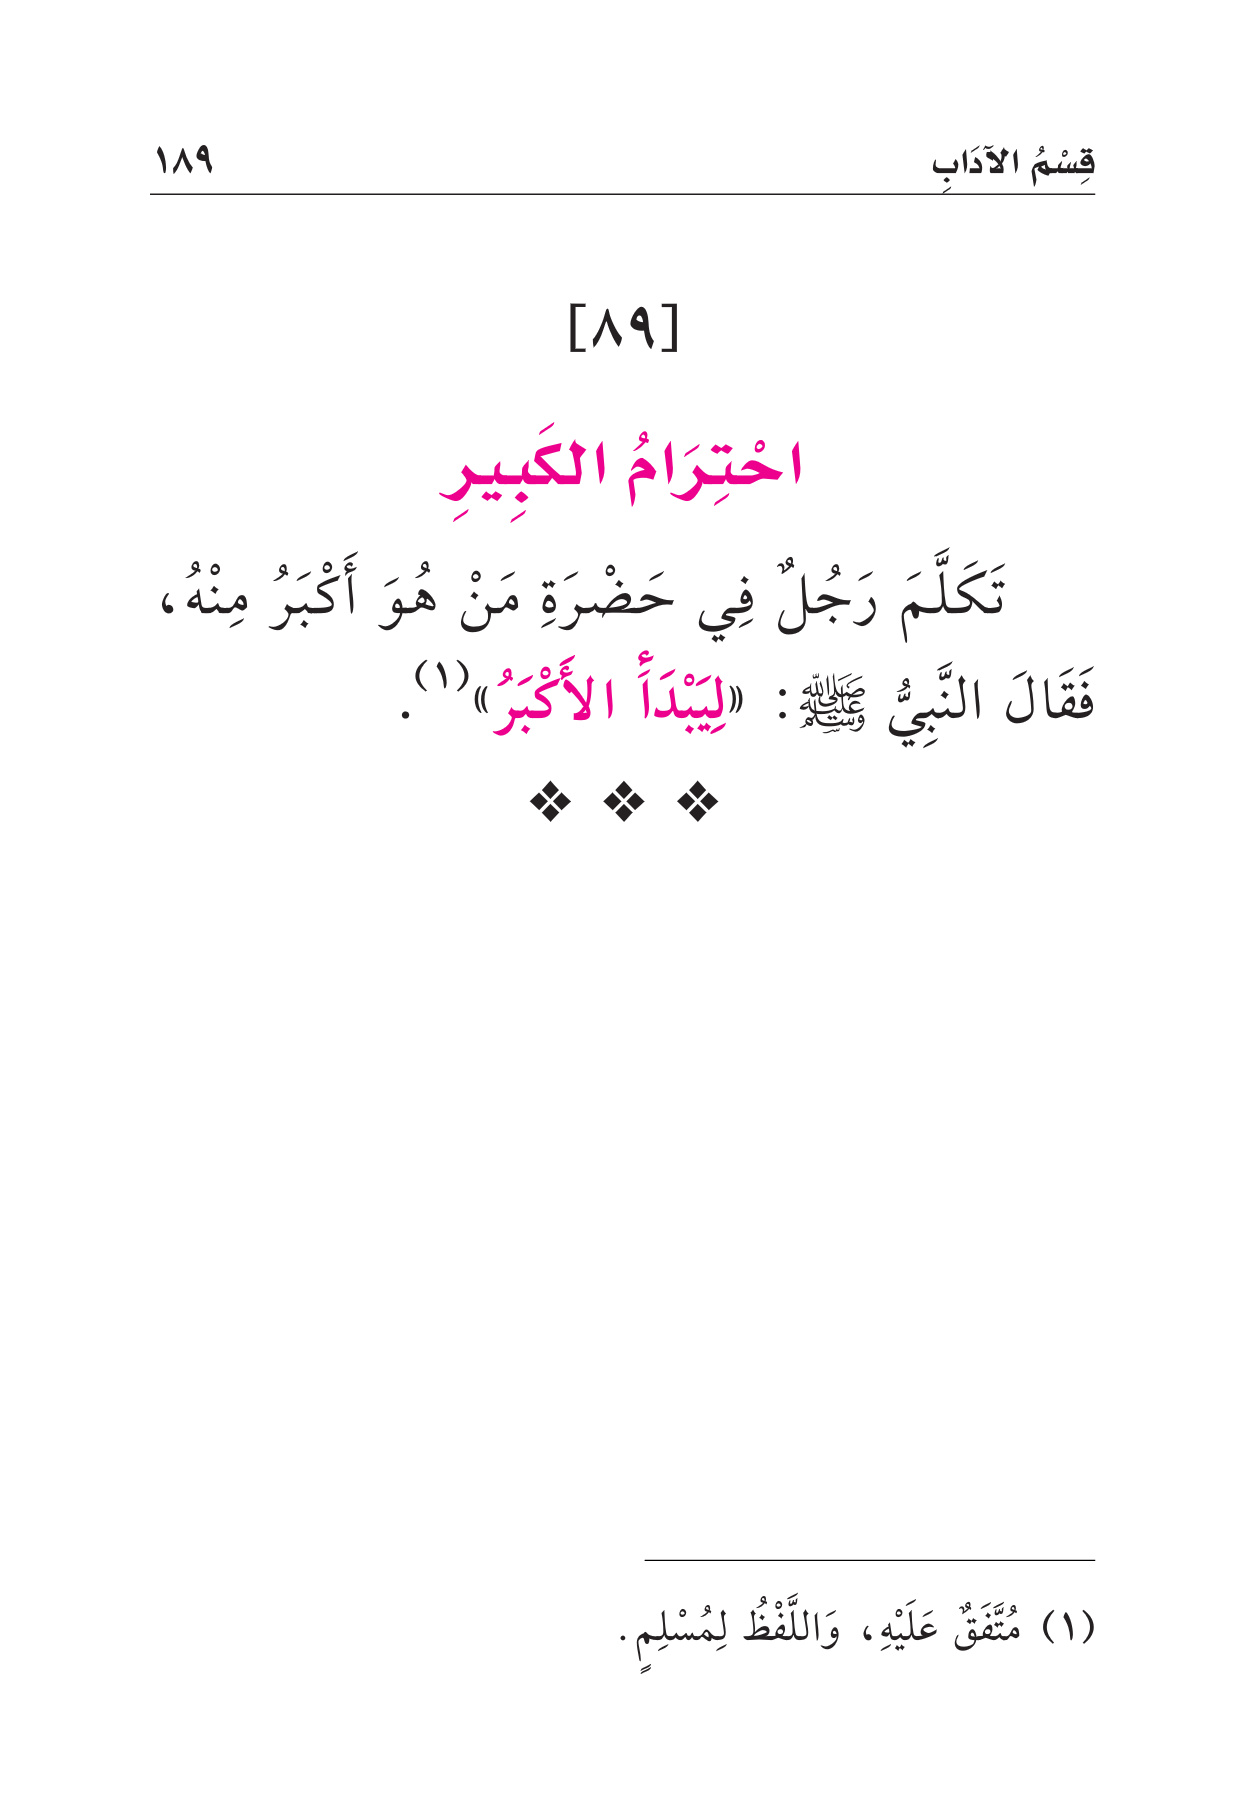 قِسْمُ الآدَابِ ١٨٩
[٨٩]
احْتِرَامُ الكَبِيرِ
تَكَلَّمَ رَجُلٌ فِي حَضْرَةِ مَنْ هُوَ أَكْبَرُ مِنْهُ،
فَقَالَ النَّبِيُّ ﷺ: «لِيَبْدَأَ الأَكْبَرُ»(١).
(١) مُتَّفَقٌ عَلَيْهِ، وَاللَّفْظُ لِمُسْلِمٍ.